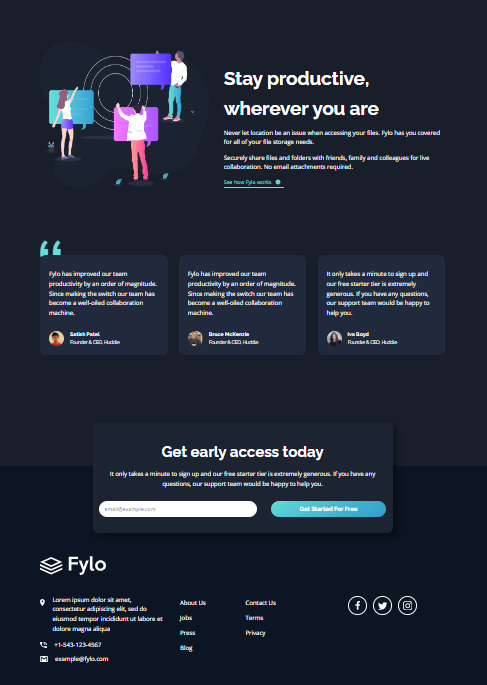 Stay productive,
wherever you are
Never let location be an issue when accessing your files. Fylo has you covered
for all of your file storage needs.
Securely share files and folders with friends, family and colleagues for live
collaboration. No email attachments required.
See how Fylo works
Fylo has improved our team
productivity by an order of magnitude.
Since making the switch our team has
become a well-oiled collaboration
machine.
Satish Patel
Founder & CEO, Huddle
Fylo has improved our team
productivity by an order of magnitude.
Since making the switch our team has
become a well-oiled collaboration
machine.
Bruce McKenzie
Founder & CEO, Huddle
It only takes a minute to sign up and
our free starter tier is extremely
generous. If you have any questions,
our support team would be happy to
help you.
Iva Boyd
Founder & CEO, Huddle
Get early access today
It only takes a minute to sign up and our free starter tier is extremely generous. If you have any
questions, our support team would be happy to help you.
email@example.com
Get Started For Free
Fylo
Lorem ipsum dolor sit amet,
consectetur adipiscing elit, sed do
eiusmod tempor incididunt ut labore et
dolore magna aliqua
+1-543-123-4567
example@fylo.com
About Us
Jobs
Press
Blog
Contact Us
Terms
Privacy